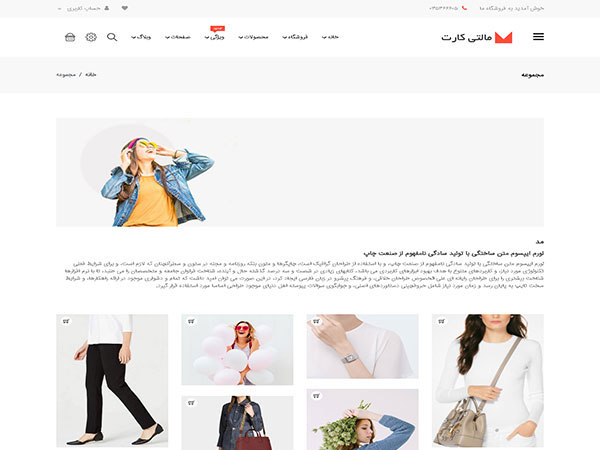 خوش آمدید به فروشگاه ما
حساب کاربری
مالتی کارت
خانه
فروشگاه
محصولات
ویژگی
صفحات
وبلاگ
مجموعه
خانه / مجموعه
مد
لورم ایپسوم متن ساختگی با تولید سادگی نامفهوم از صنعت چاپ
لورم ایپسوم متن ساختگی با تولید سادگی نامفهوم از صنعت چاپ، و با استفاده از طراحان گرافیک است، چاپگرها و متون بلکه روزنامه و مجله در ستون و سطرآنچنان که لازم است، و برای شرایط فعلی
تکنولوژی مورد نیاز، و کاربردهای متنوع با هدف بهبود ابزارهای کاربردی می باشد، کتابهای زیادی در شصت و سه درصد گذشته حال و آینده، شناخت فراوان جامعه و متخصصان را می طلبد، تا با نرم افزارها
شناخت بیشتری را برای طراحان رایانه ای علی الخصوص طراحان خلاقی، و فرهنگ پیشرو در زبان فارسی ایجاد کرد، در این صورت می توان امید داشت که تمام و دشواری موجود در ارائه راهکارها، و شرایط
سخت تایپ به پایان رسد و زمان مورد نیاز شامل حروفچینی دستاوردهای اصلی، و جوابگوی سوالات پیوسته اهل دنیای موجود طراحی اساسا مورد استفاده قرار گیرد.